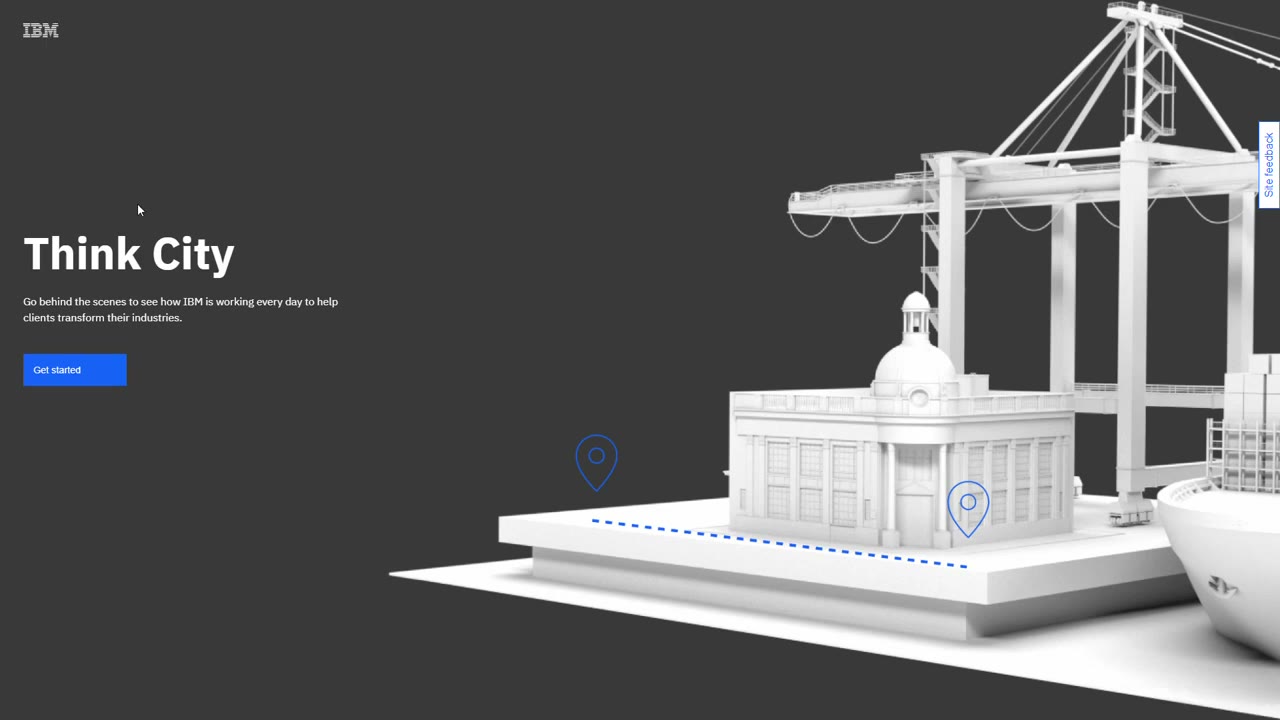 IBM
Think City
Go behind the scenes to see how IBM is working every day to help
clients transform their industries.
Get started
Site feedback